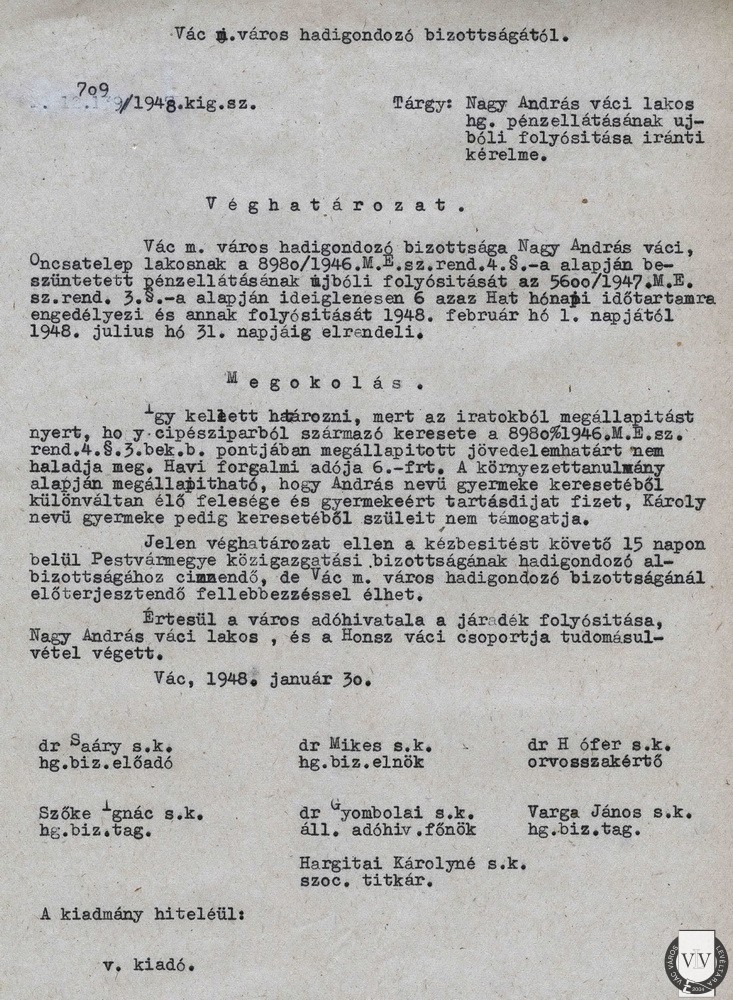 Vác m.város hadigondozó bizottságától.
709
/1948.kig.sz.
Tárgy: Nagy András váci lakos
hg. pénzellátásának uj-
bóli folyósitása iránti
kérelme.
Véghatározat.
Vác m. város hadigondozó bizottsága Nagy András váci,
Oncsatelep lakosnak a 8980/1946.M.E.sz.rend.4.§.-a alapján be-
szüntetett pénzellátásának ujbóli folyósitását az 5600/1947.M.E.
sz.rend. 3.§.-a alapján ideiglenesen 6 azaz Hat hónapi időtartamra
engedélyezi és annak folyósitását 1948. február hó 1. napjától
1948. julius hó 31. napjáig elrendeli.
Megokolás.
Igy kellett határozni, mert az iratokból megállapitást
nyert, ho y cipésziparból származó keresete a 8980%1946.M.E.sz.
rend.4.§.3.bek.b. pontjában megállapitott jövedelemhatárt nem
haladja meg. Havi forgalmi adója 6.-frt. A környezettanulmány
alapján megállapitható, hogy András nevü gyermeke keresetéből
különváltan élő felesége és gyermekeért tartásdijat fizet, Károly
nevü gyermeke pedig keresetéből szüleit nem támogatja.
Jelen véghatározat ellen a kézbesitést követő 15 napon
belül Pestvármegye közigazgatási bizottságának hadigondozó al-
bizottságához cimmendő, de Vác m. város hadigondozó bizottságánál
előterjesztendő fellebbezzéssel élhet.
Értesül a város adóhivatala a járadék folyósitása,
Nagy András váci lakos , és a Honsz váci csoportja tudomásul-
vétel végett.
Vác, 1948. január 30.
dr Saáry s.k. dr Mikes s.k. dr H ófer s.k.
hg.biz.előadó hg.biz.elnök orvosszakértő
Szőke Ignác s.k. dr Gyombolai s.k. Varga János s.k.
hg.biz.tag. áll. adóhiv.főnök hg.biz.tag.
Hargitai Károlyné s.k.
szoc. titkár.
A kiadmány hiteléül:
v. kiadó.
VÁC VÁROS LEVÉLTÁRA
2004